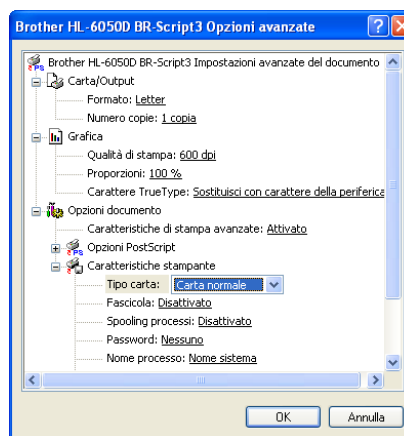 Brother HL-6050D BR-Script3 Opzioni avanzate
Brother HL-6050D BR-Script3 Impostazioni avanzate del documento
Carta/Output
Formato: Letter
Numero copie: 1 copia
Grafica
Qualità di stampa: 600 dpi
Proporzioni: 100 %
Carattere TrueType: Sostituisci con carattere della periferica
Opzioni documento
Caratteristiche di stampa avanzate: Attivato
Opzioni PostScript
Caratteristiche stampante
Tipo carta: Carta normale
Fascicola: Disattivato
Spooling processi: Disattivato
Password: Nessuno
Nome processo: Nome sistema
OK Annulla